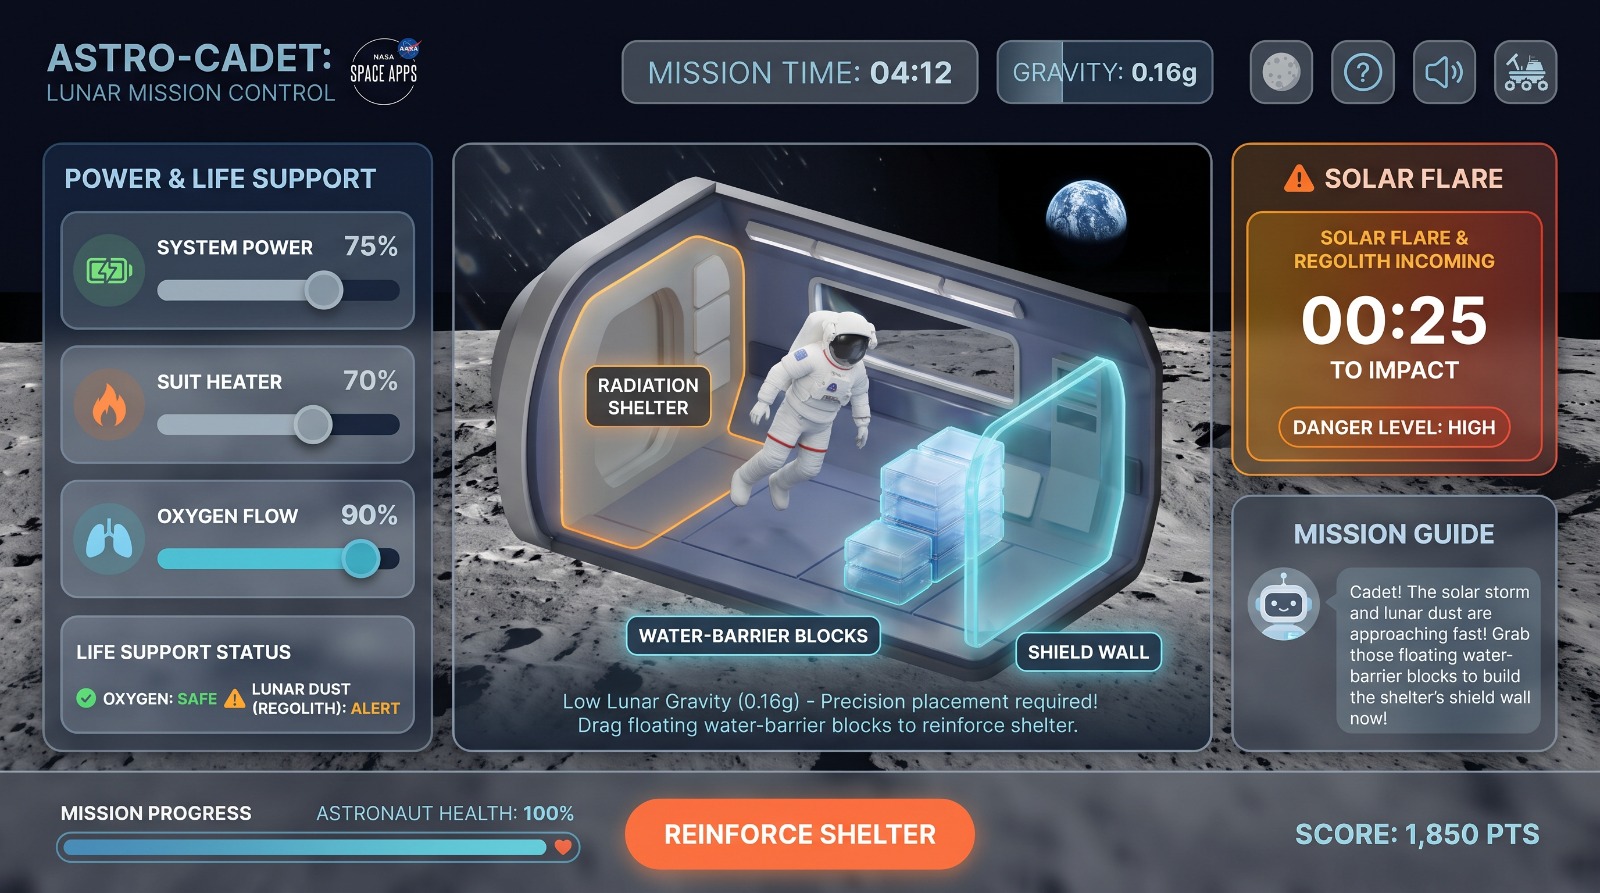 ASTRO-CADET:
LUNAR MISSION CONTROL
NASA
SPACE APPS
MISSION TIME: 04:12
GRAVITY: 0.16g
POWER & LIFE SUPPORT
SYSTEM POWER 75%
SUIT HEATER 70%
OXYGEN FLOW 90%
LIFE SUPPORT STATUS
OXYGEN: SAFE
LUNAR DUST
(REGOLITH): ALERT
RADIATION
SHELTER
WATER-BARRIER BLOCKS
SHIELD WALL
Low Lunar Gravity (0.16g) - Precision placement required!
Drag floating water-barrier blocks to reinforce shelter.
SOLAR FLARE
SOLAR FLARE &
REGOLITH INCOMING
00:25
TO IMPACT
DANGER LEVEL: HIGH
MISSION GUIDE
Cadet! The solar storm
and lunar dust are
approaching fast! Grab
those floating water-
barrier blocks to build
the shelter's shield wall
now!
MISSION PROGRESS
ASTRONAUT HEALTH: 100%
REINFORCE SHELTER
SCORE: 1,850 PTS